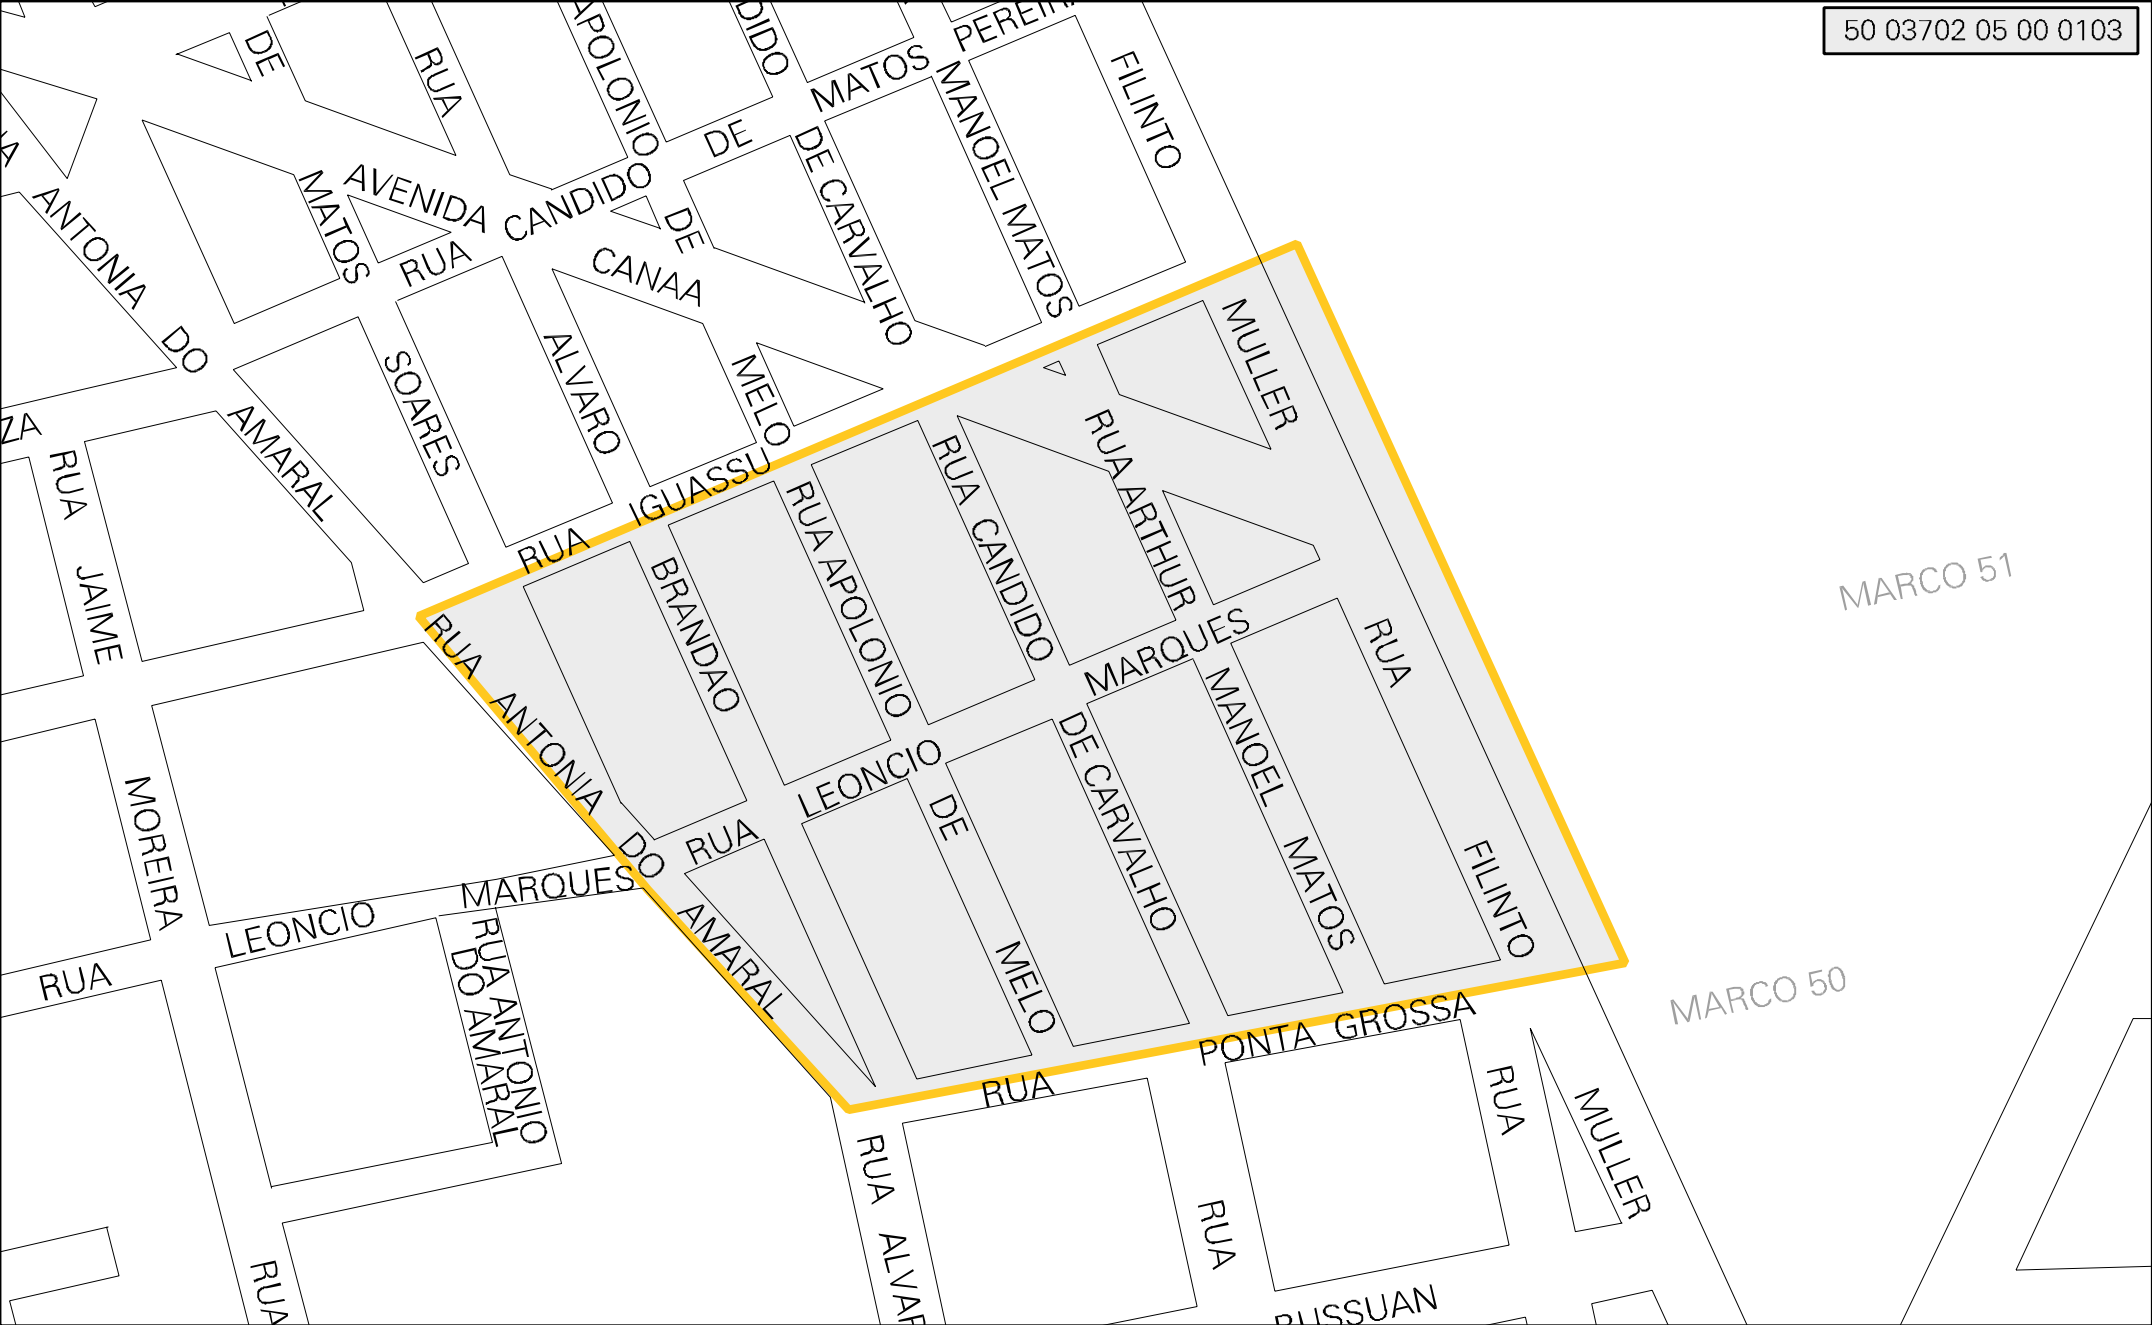 50 03702 05 00 0103
DE
RUA
APOLONIO
DIDO
MATOS
PEREIRA
FILINTO
DE
MANOEL MATOS
DE CARVALHO
AVENIDA
CANDIDO
MATOS
RUA
DE
CANAA
ANTONIA
DO
AMARAL
SOARES
ALVARO
MELO
MULLER
ZA
RUA
JAIME
MOREIRA
RUA
IGUASSU
BRANDAO
RUA APOLONIO
RUA CANDIDO
RUA ARTHUR
MARQUES
MARCO 51
RUA
ANTONIA
DO
AMARAL
RUA
LEONCIO
DE
MELO
DE CARVALHO
MANOEL
MATOS
RUA
FILINTO
MARCO 50
RUA
LEONCIO
MARQUES
RUA ANTONIO
DO AMARAL
RUA
PONTA
GROSSA
RUA
MULLER
RUA
ALVAR
RUA
RUA
BUSSUAN